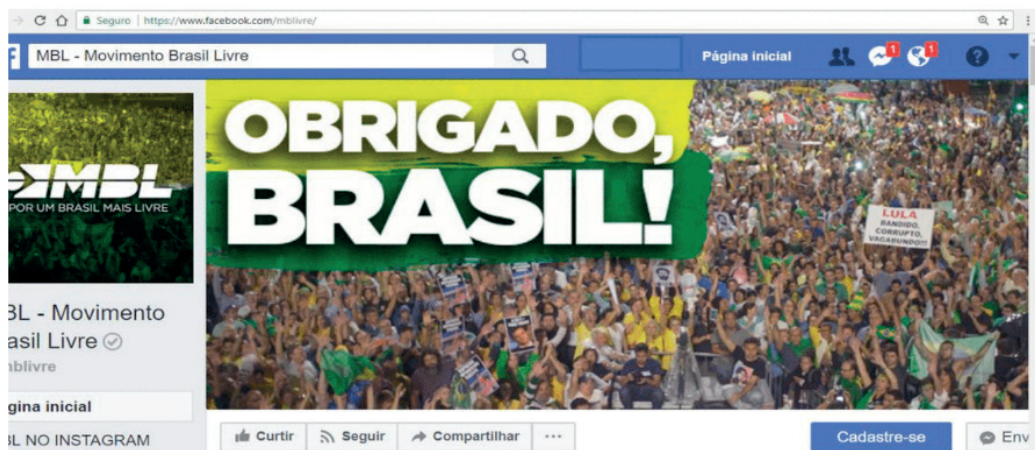 Seguro | https://www.facebook.com/mblivre/
MBL - Movimento Brasil Livre
Página inicial
1
1
?
OBRIGADO,
BRASIL!
MBL
POR UM BRASIL MAIS LIVRE
LULA
BANDIDO,
CORRUPTO,
VAGABUNDO!!!
BL - Movimento
asil Livre
blivre
gina inicial
BL NO INSTAGRAM
Curtir
Seguir
Compartilhar
...
Cadastre-se
Env